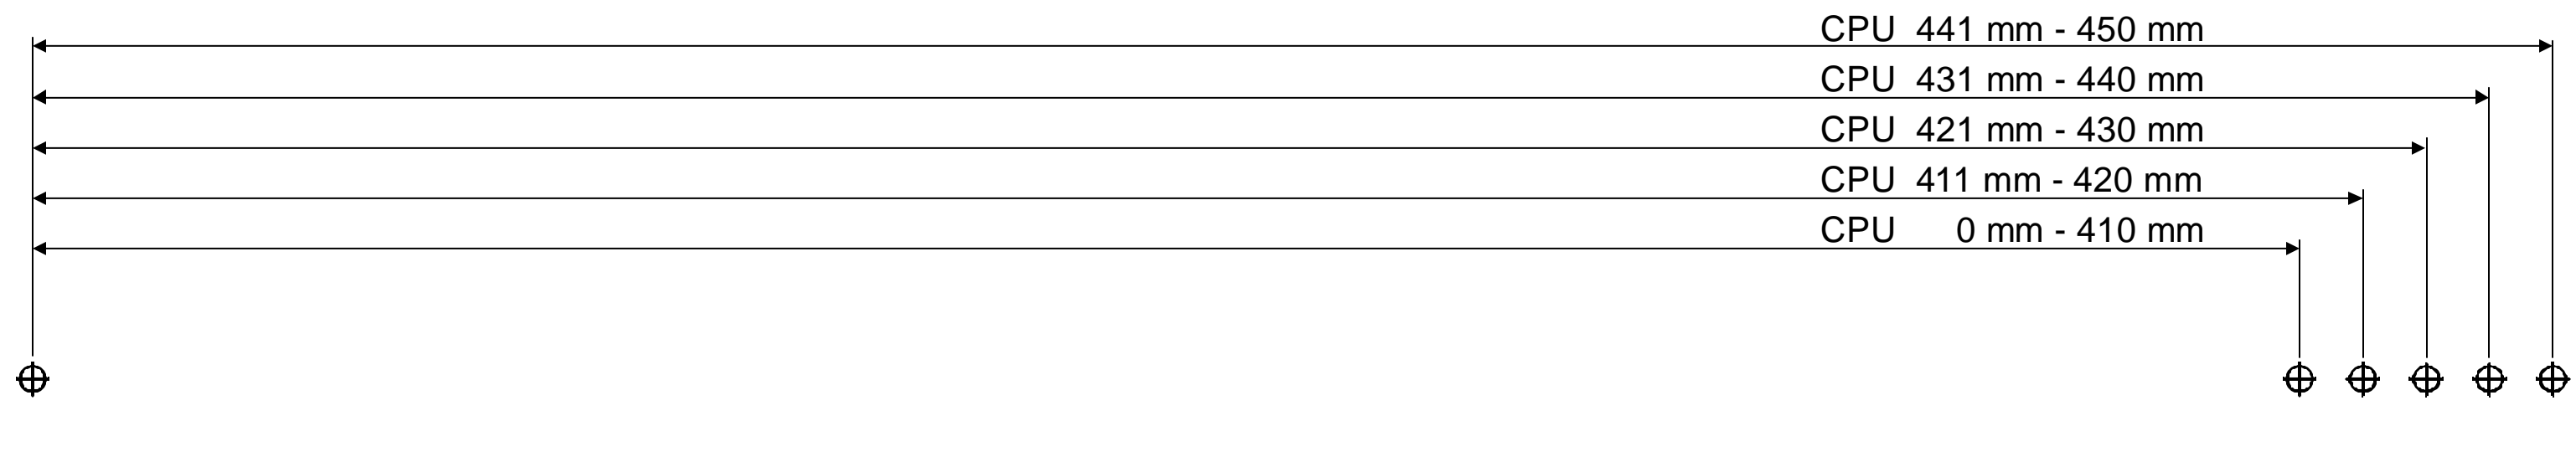 CPU 441 mm - 450 mm
CPU 431 mm - 440 mm
CPU 421 mm - 430 mm
CPU 411 mm - 420 mm
CPU 0 mm - 410 mm